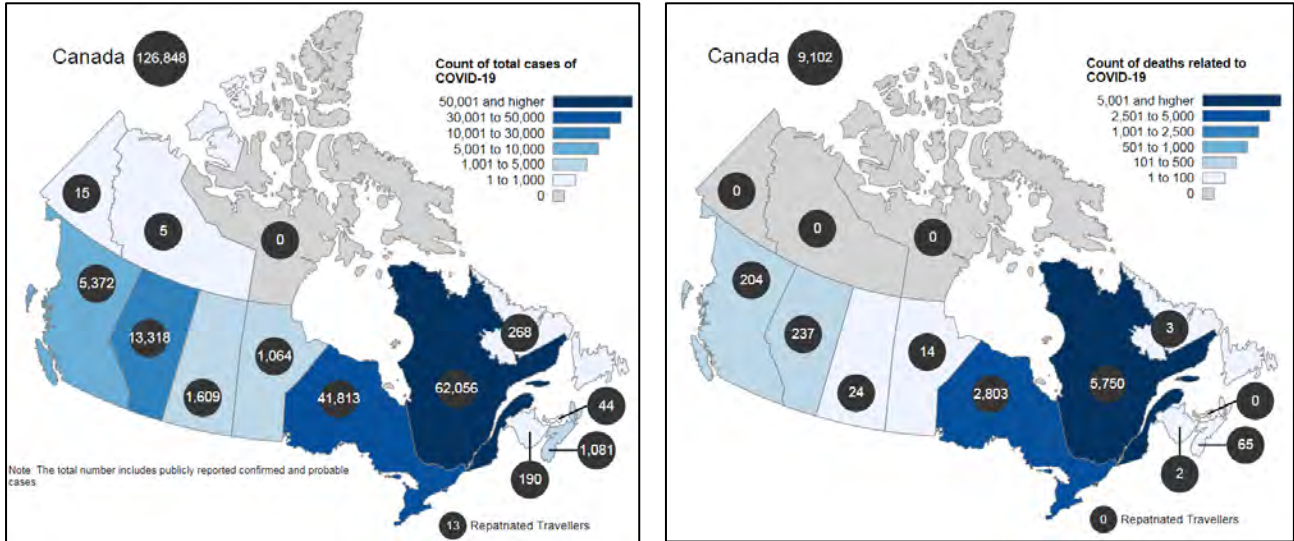 Canada 126,848
Count of total cases of
COVID-19
50,001 and higher
30,001 to 50,000
10,001 to 30,000
5,001 to 10,000
1,001 to 5,000
1 to 1,000
0
15
5
0
5,372
13,318
1,609
1,064
41,813
62,056
268
44
1,081
190
Note The total number includes publicly reported confirmed and probable
cases
13 Repatriated Travellers
Canada 9,102
Count of deaths related to
COVID-19
5,001 and higher
2,501 to 5,000
1,001 to 2,500
501 to 1,000
101 to 500
1 to 100
0
0
0
0
204
237
24
14
2,803
5,750
3
0
65
2
0 Repatriated Travellers